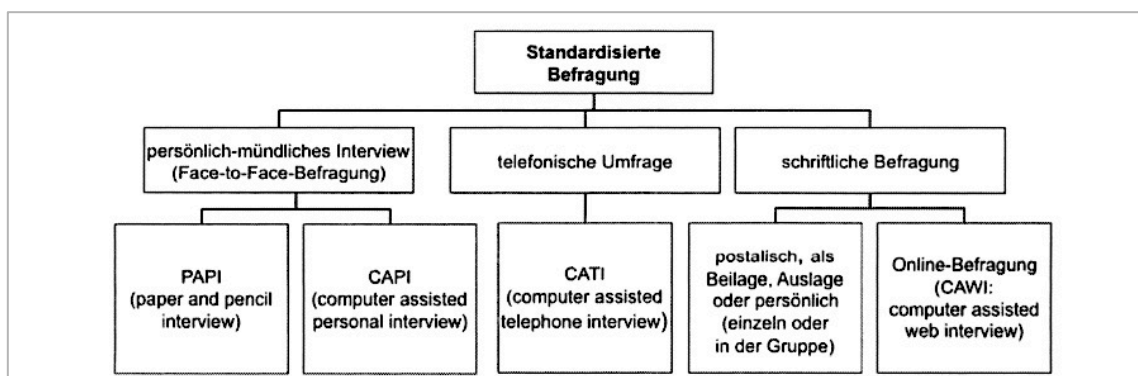 Standardisierte
Befragung
persönlich-mündliches Interview
(Face-to-Face-Befragung)
telefonische Umfrage
schriftliche Befragung
PAPI
(paper and pencil
interview)
CAPI
(computer assisted
personal interview)
CATI
(computer assisted
telephone interview)
postalisch, als
Beilage, Auslage
oder persönlich
(einzeln oder
in der Gruppe)
Online-Befragung
(CAWI:
computer assisted
web interview)